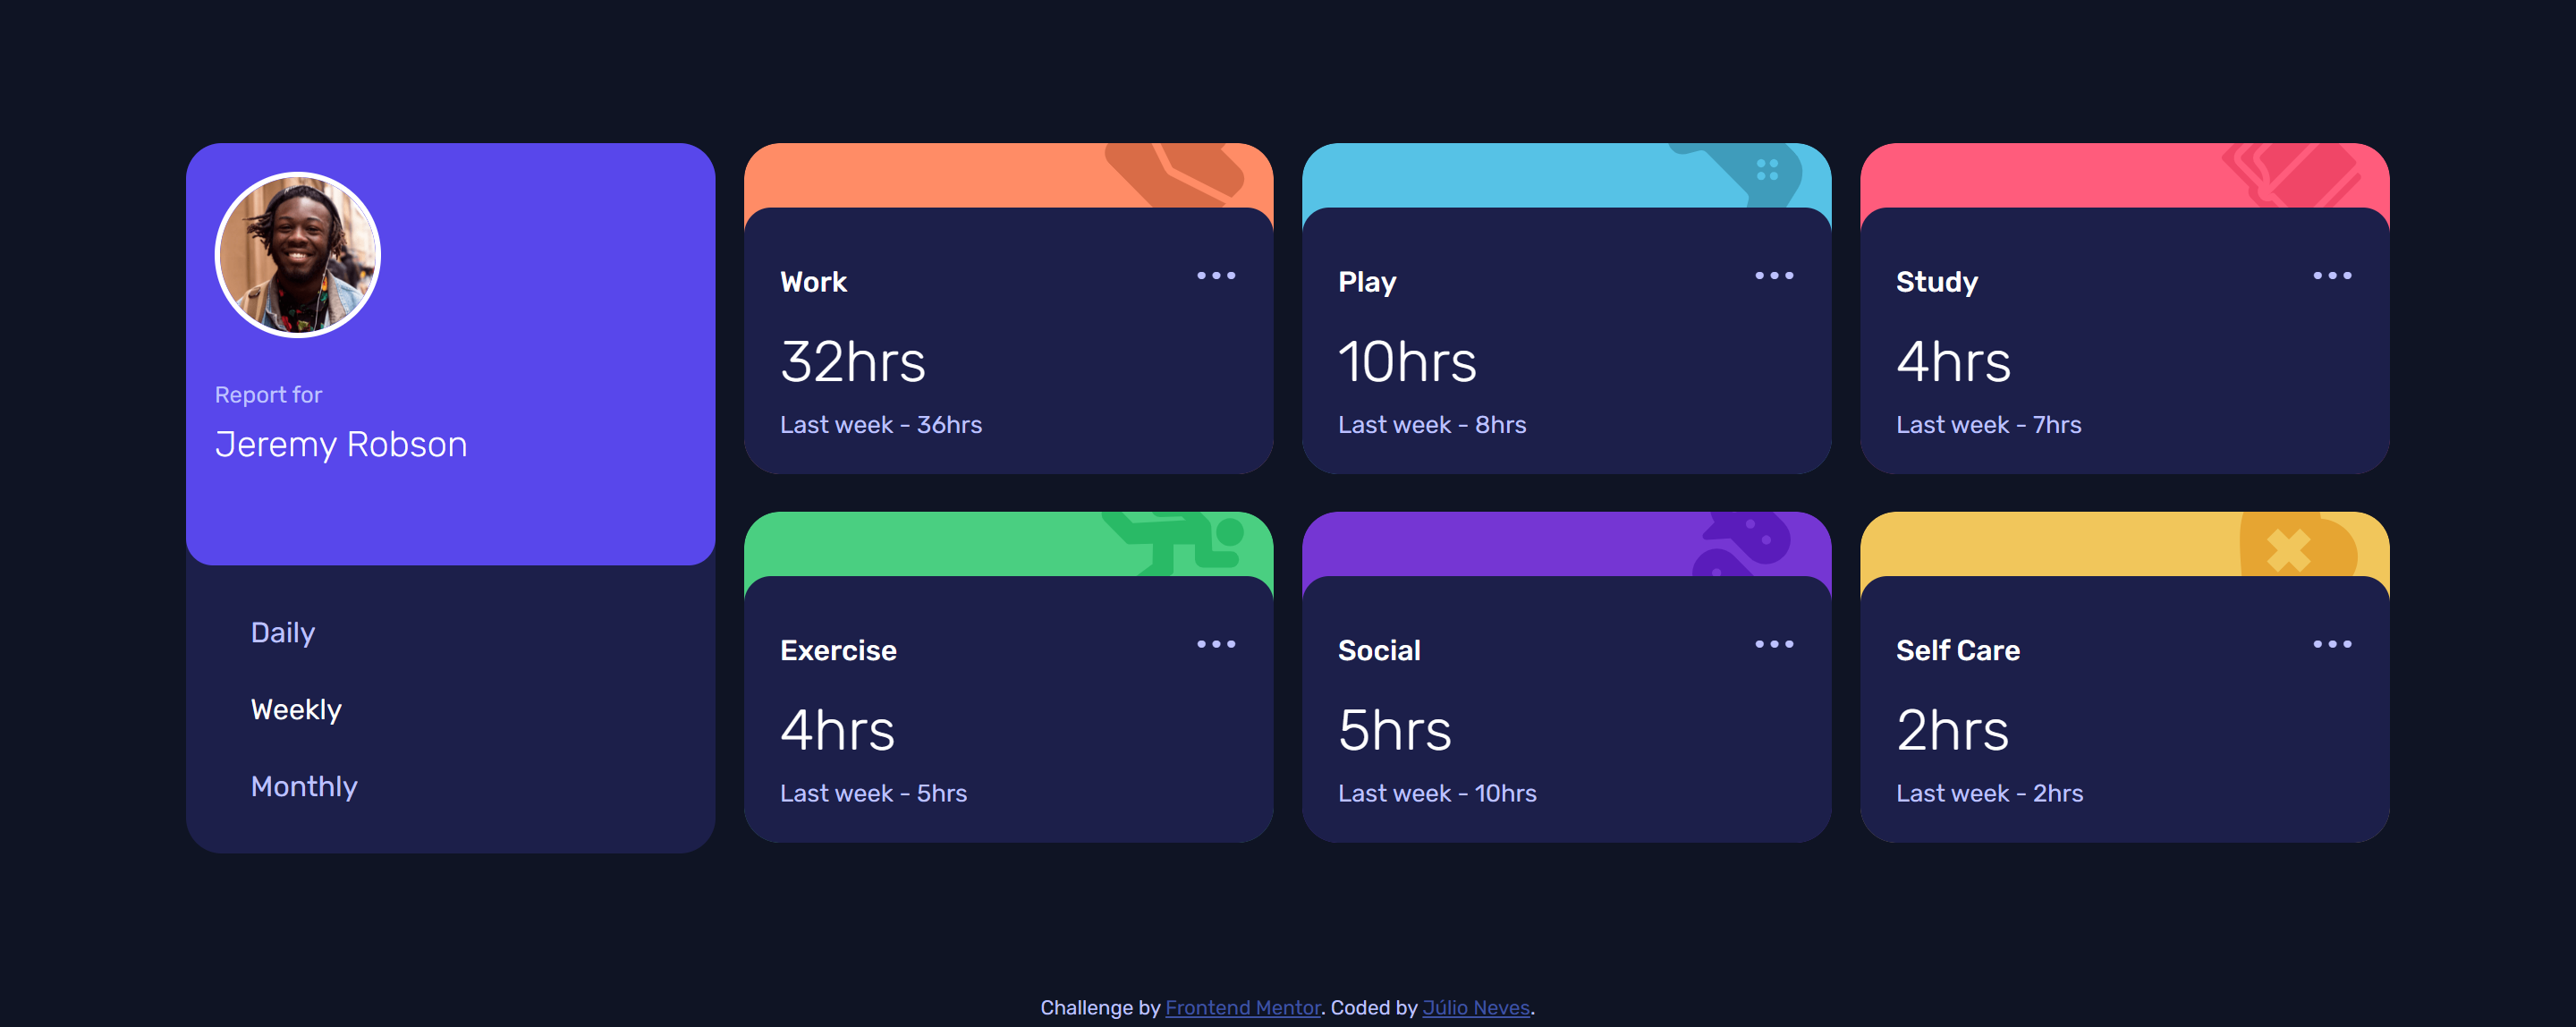 Report for
Jeremy Robson
Daily
Weekly
Monthly
Work
32hrs
Last week - 36hrs
Play
10hrs
Last week - 8hrs
Study
4hrs
Last week - 7hrs
Exercise
4hrs
Last week - 5hrs
Social
5hrs
Last week - 10hrs
Self Care
2hrs
Last week - 2hrs
Challenge by Frontend Mentor. Coded by Júlio Neves.